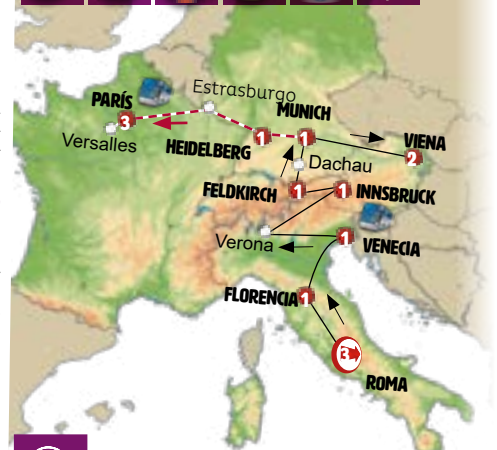 Estrasburgo
PARÍS
3
MUNICH
Versalles
HEIDELBERG
1
1
VIENA
2
Dachau
FELDKIRCH
1
1
INNSBRUCK
Verona
1
VENECIA
FLORENCIA
1
3
ROMA